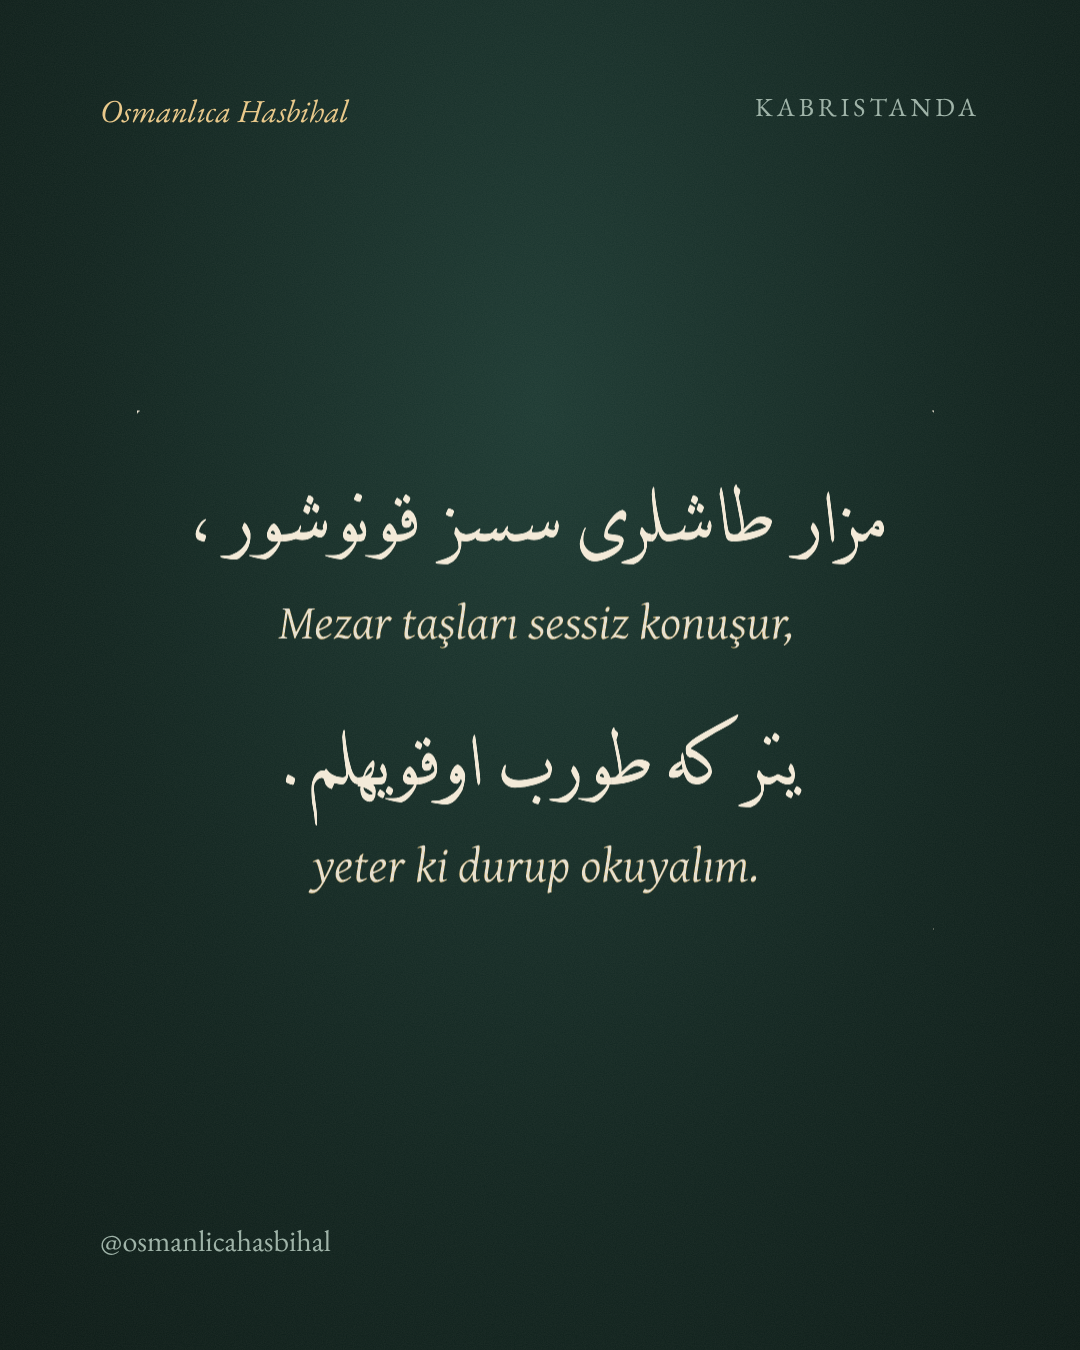 Osmanlıca Hasbihal
KABRISTANDA
مزار طاشلری سسز قونوشور ،
Mezar taşları sessiz konuşur,
یتر كه طورب اوقویهلم .
yeter ki durup okuyalım.
@osmanlicahasbihal